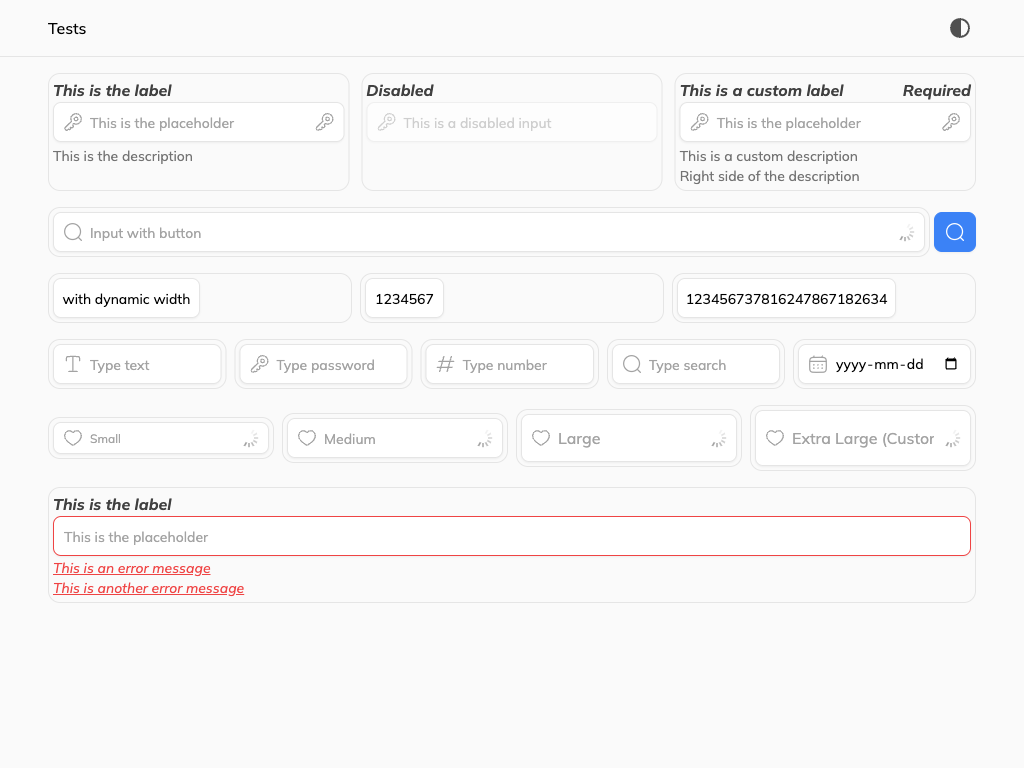 Tests
This is the label
This is the placeholder
This is the description
Disabled
This is a disabled input
This is a custom label Required
This is the placeholder
This is a custom description
Right side of the description
Input with button
with dynamic width
1234567
123456737816247867182634
Type text
Type password
Type number
Type search
yyyy-mm-dd
Small
Medium
Large
Extra Large (Custor
This is the label
This is the placeholder
This is an error message
This is another error message